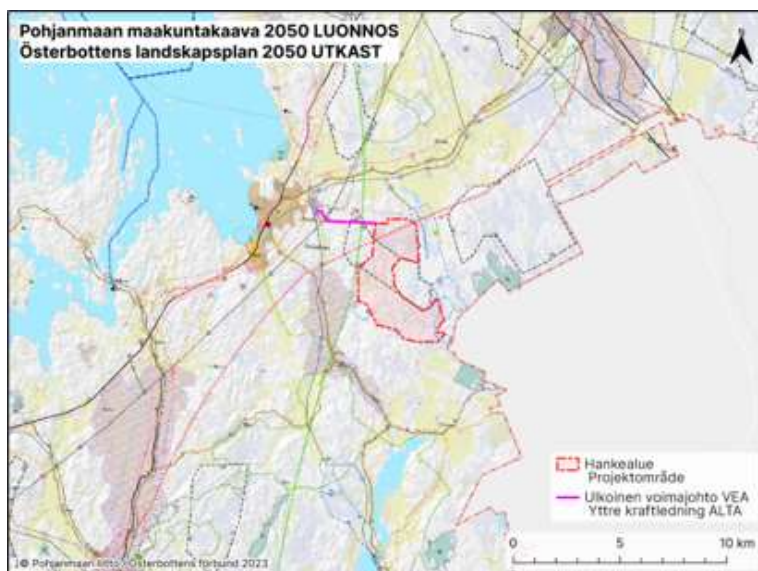 Pohjanmaan maakuntakaava 2050 LUONNOS
Österbottens landskapsplan 2050 UTKAST
Hankealue
Projektområde
Ulkoinen voimajohto VEA
Yttre kraftledning ALTA
0 5 10 km
© Pohjanmaan liitto / Österbottens förbund 2023